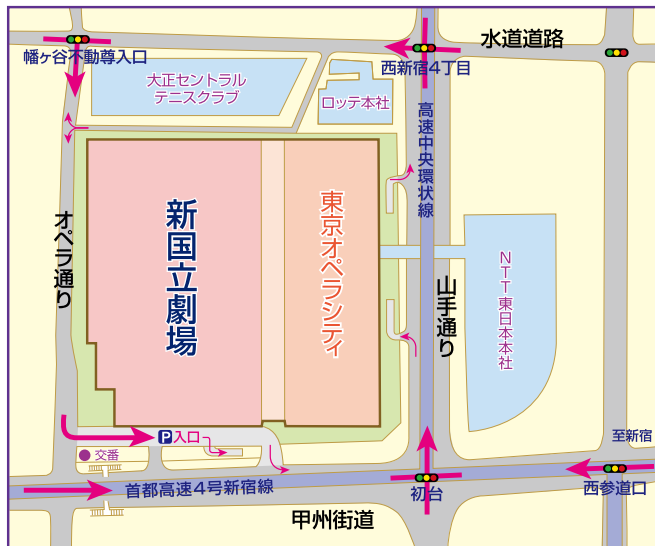 水道道路
幡ヶ谷不動尊入口
西新宿4丁目
大正セントラル
テニスクラブ
ロッテ本社
高速中央環状線
新国立劇場
東京オペラシティ
オペラ通り
山手通り
NTT東日本本社
P入口
交番
至新宿
首都高速4号新宿線
初台
西参道口
甲州街道